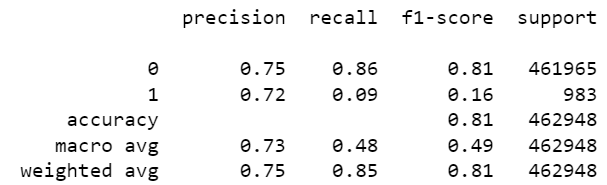 precision recall f1-score support
0 0.75 0.86 0.81 461965
1 0.72 0.09 0.16 983
accuracy 0.81 462948
macro avg 0.73 0.48 0.49 462948
weighted avg 0.75 0.85 0.81 462948